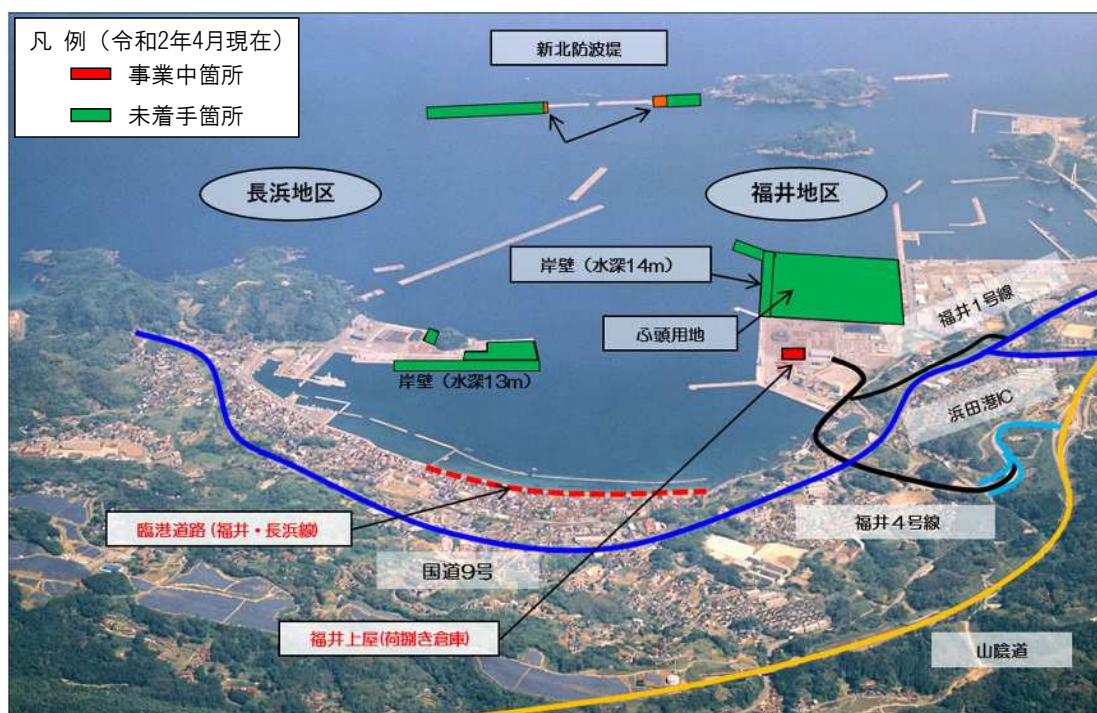 凡 例（令和2年4月現在）
事業中箇所
未着手箇所
新北防波堤
長浜地区
福井地区
岸壁（水深14m）
ふ頭用地
福井1号線
岸壁（水深13m）
浜田港IC
臨港道路（福井・長浜線）
福井4号線
国道9号
福井上屋(荷捌き倉庫)
山陰道